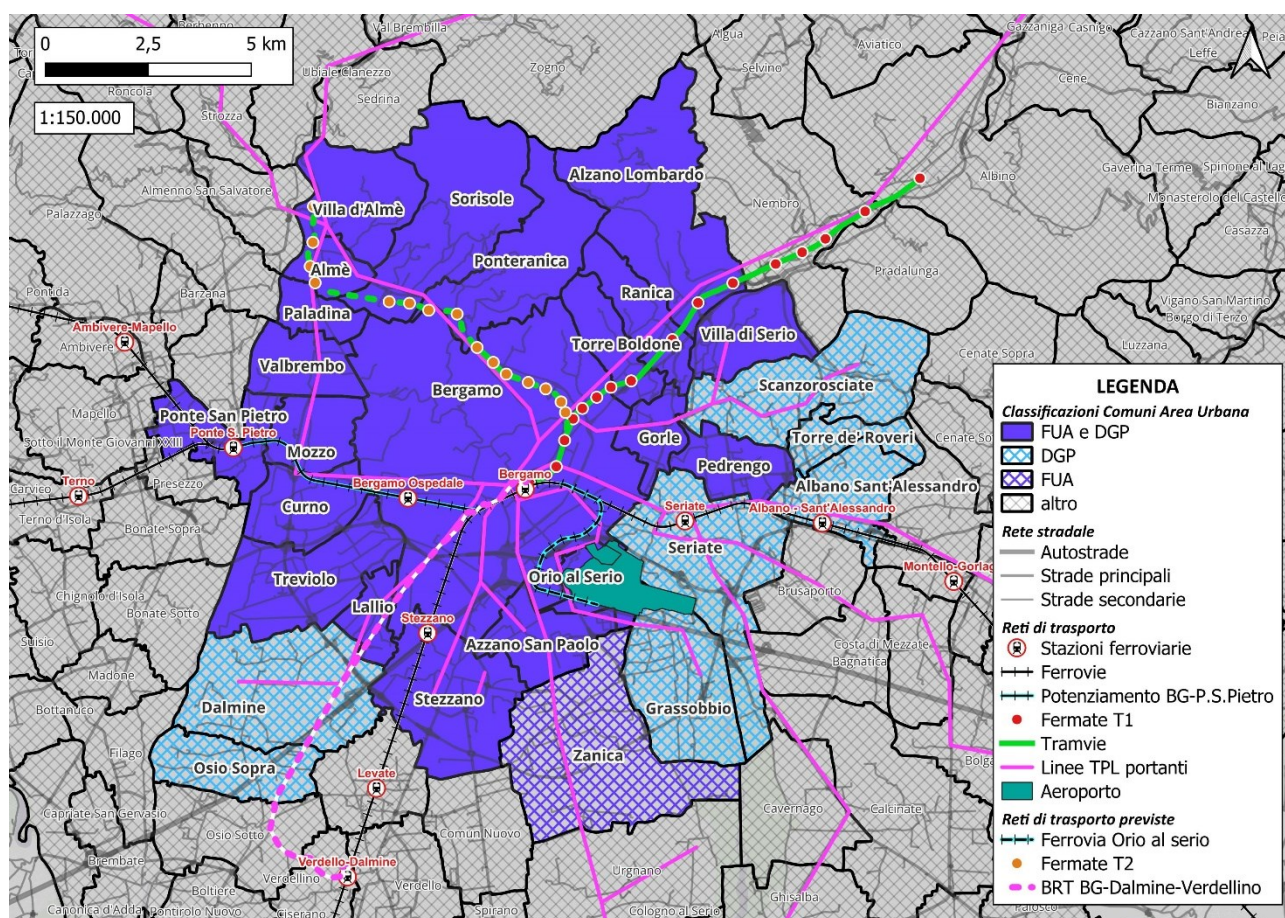 0 2,5 5 km
1:150.000
Berbenno
Val Brembilla
Algua
Aviatico
Gazzaniga
Casnigo
Cazzano Sant'Andrea
Peia
Leffe
Roncola
Ubiale Clanezzo
Zogno
Selvino
Cene
Strozza
Sedrina
Bianzano
Alzano Lombardo
Gaverina Terme
Spinone al Lago
Almenno San Salvatore
Sorisole
Albino
Monasterolo del Castello
Palazzago
Villa d'Almè
Nembro
Casazza
Ponteranica
Almè
Pradalunga
Pontida
Barzana
Ranica
Vigano San Martino
Paladina
Borgo di Terzo
Ambivere-Mapello
Villa di Serio
Ambivere
Torre Boldone
Luzzana
Valbrembo
Cenate Sopra
Bergamo
Scanzorosciate
Mapello
Ponte San Pietro
Sotto il Monte Giovanni XXIII
Ponte S. Pietro
Gorle
Torre de' Roveri
Cenate Sotto
Mozzo
Pedrengo
Terno
Presezzo
Bergamo Ospedale
Bergamo
Albano Sant'Alessandro
Carvico
Curno
Seriate
Albano - Sant'Alessandro
Terno d'Isola
Bonate Sopra
Seriate
Montello-Gorlag
Treviolo
Orio al Serio
Chignolo d'Isola
Brusaporto
Bonate Sotto
Lallio
Stezzano
Suisio
Azzano San Paolo
Costa di Mezzate
Bagnatica
Madone
Stezzano
Bottanuco
Dalmine
Grassobbio
Filago
Zanica
Bolgare
Osio Sopra
Levate
Capriate San Gervasio
Cavernago
Calcinate
Osio Sotto
Comun Nuovo
Brembate
Verdello-Dalmine
Urgnano
Verdellino
Verdello
Boltiere
Ghisalba
Canonica d'Adda
Pontirolo Nuovo
Ciserano
Spirano
Cologno al Serio
Palosco
LEGENDA
Classificazioni Comuni Area Urbana
FUA e DGP
DGP
FUA
altro
Rete stradale
Autostrade
Strade principali
Strade secondarie
Reti di trasporto
Stazioni ferroviarie
Ferrovie
Potenziamento BG-P.S.Pietro
Fermate T1
Tramvie
Linee TPL portanti
Aeroporto
Reti di trasporto previste
Ferrovia Orio al serio
Fermate T2
BRT BG-Dalmine-Verdellino